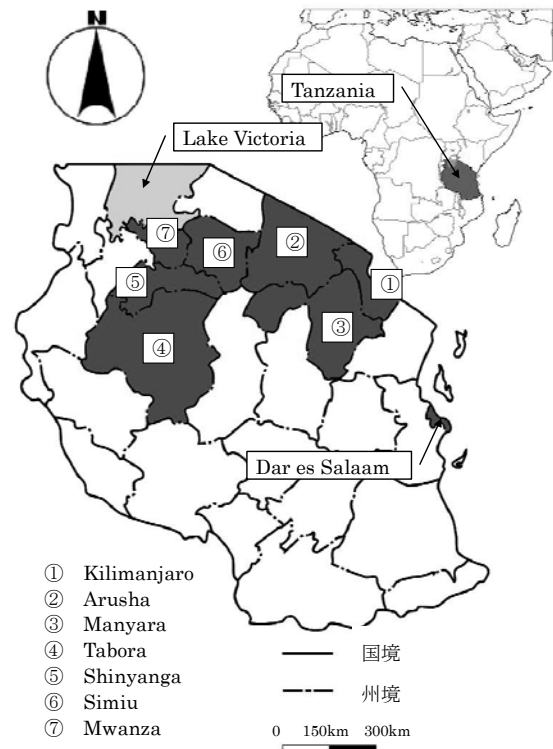 N
Tanzania
Lake Victoria
⑦
②
⑥
⑤
①
③
④
Dar es Salaam
① Kilimanjaro
② Arusha
③ Manyara
④ Tabora
⑤ Shinyanga
⑥ Simiu
⑦ Mwanza
国境
州境
0 150km 300km